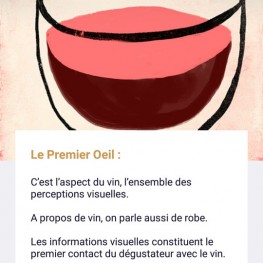 Le Premier Oeil :
C'est l'aspect du vin, l'ensemble des
perceptions visuelles.
A propos de vin, on parle aussi de robe.
Les informations visuelles constituent le
premier contact du dégustateur avec le vin.